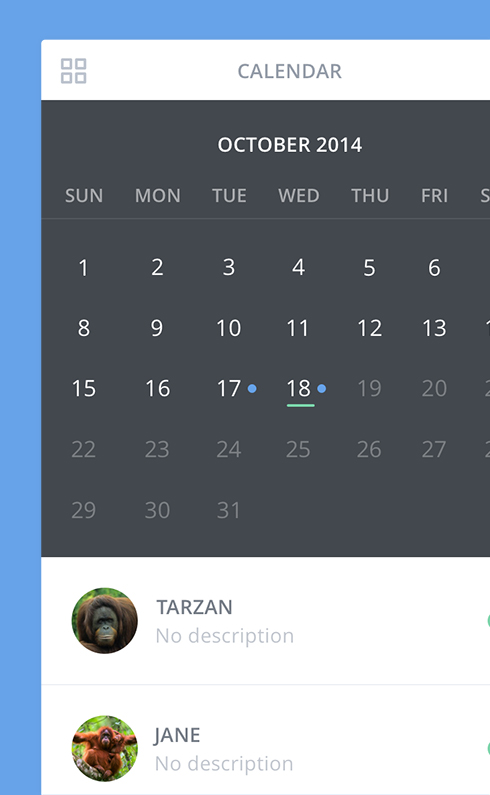 CALENDAR
OCTOBER 2014
SUN MON TUE WED THU FRI
1 2 3 4 5 6
8 9 10 11 12 13
15 16 17 18 19 20
22 23 24 25 26 27
29 30 31
TARZAN
No description
JANE
No description